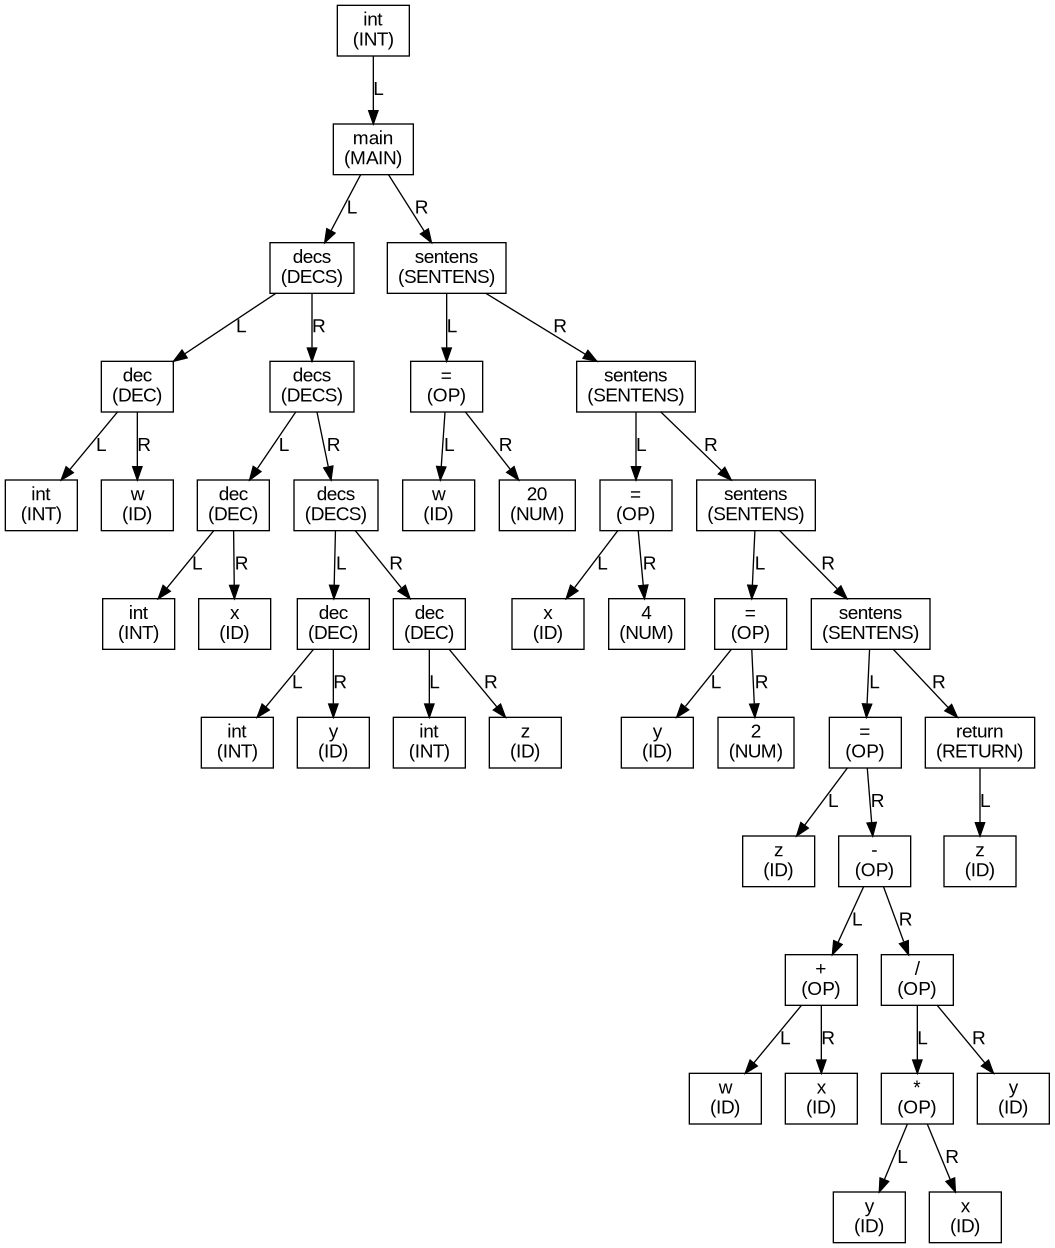 int
(INT)
L
main
(MAIN)
L R
decs
(DECS)
sentens
(SENTENS)
L R L R
dec
(DEC)
decs
(DECS)
=
(OP)
sentens
(SENTENS)
L R L R L R L R
int
(INT)
w
(ID)
dec
(DEC)
decs
(DECS)
w
(ID)
20
(NUM)
=
(OP)
sentens
(SENTENS)
L R L R L R L R
int
(INT)
x
(ID)
dec
(DEC)
dec
(DEC)
x
(ID)
4
(NUM)
=
(OP)
sentens
(SENTENS)
L R L R L R L R
int
(INT)
y
(ID)
int
(INT)
z
(ID)
y
(ID)
2
(NUM)
=
(OP)
return
(RETURN)
L R L
z
(ID)
-
(OP)
z
(ID)
L R
+
(OP)
/
(OP)
L R L R
w
(ID)
x
(ID)
*
(OP)
y
(ID)
L R
y
(ID)
x
(ID)